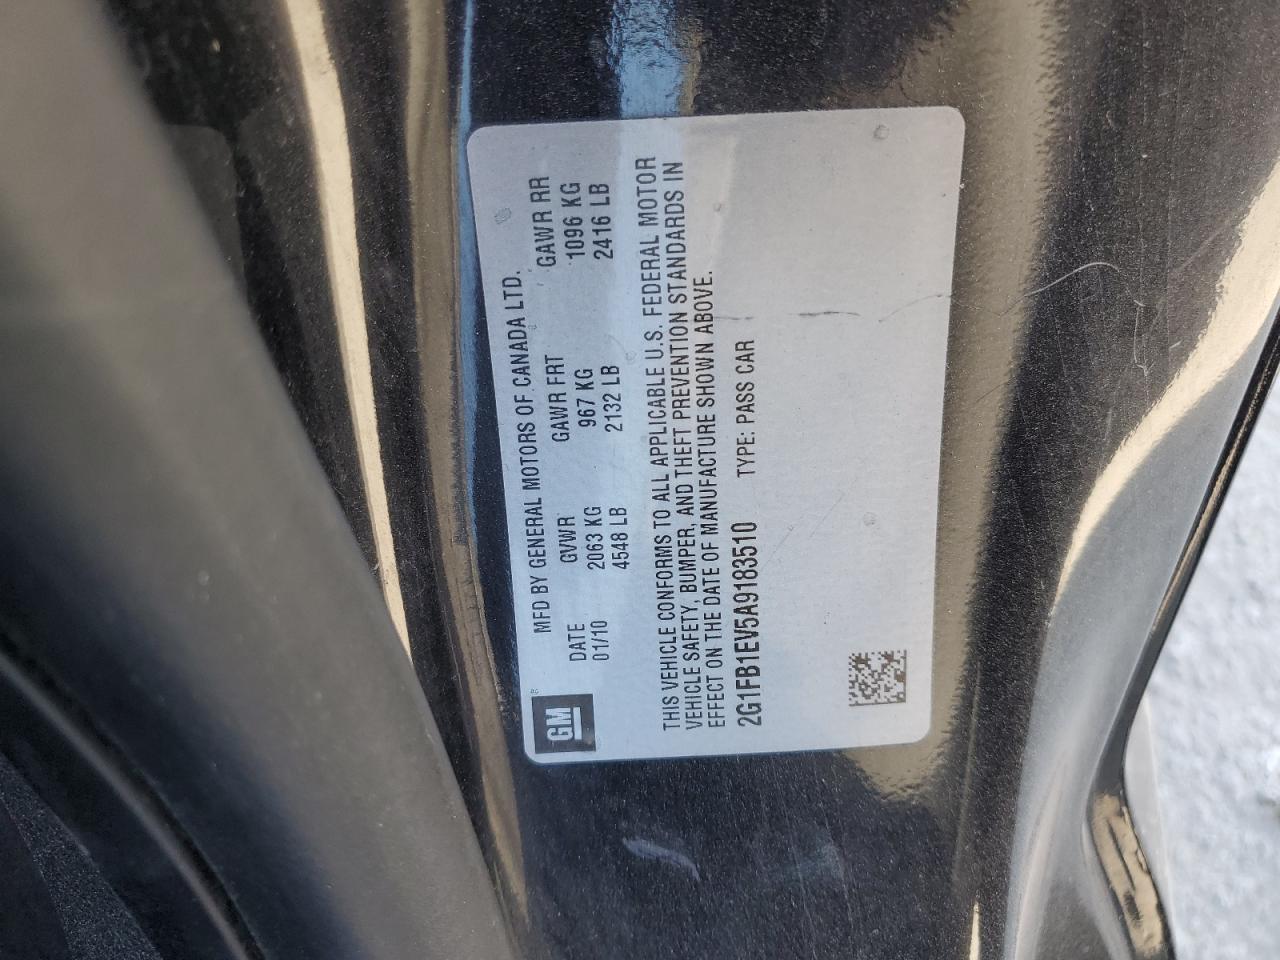 GM
MFD BY GENERAL MOTORS OF CANADA LTD.
DATE GVWR GAWR FRT GAWR RR
01/10 2063 KG 967 KG 1096 KG
4548 LB 2132 LB 2416 LB
THIS VEHICLE CONFORMS TO ALL APPLICABLE U.S. FEDERAL MOTOR
VEHICLE SAFETY, BUMPER, AND THEFT PREVENTION STANDARDS IN
EFFECT ON THE DATE OF MANUFACTURE SHOWN ABOVE.
2G1FB1EV5A9183510 TYPE: PASS CAR